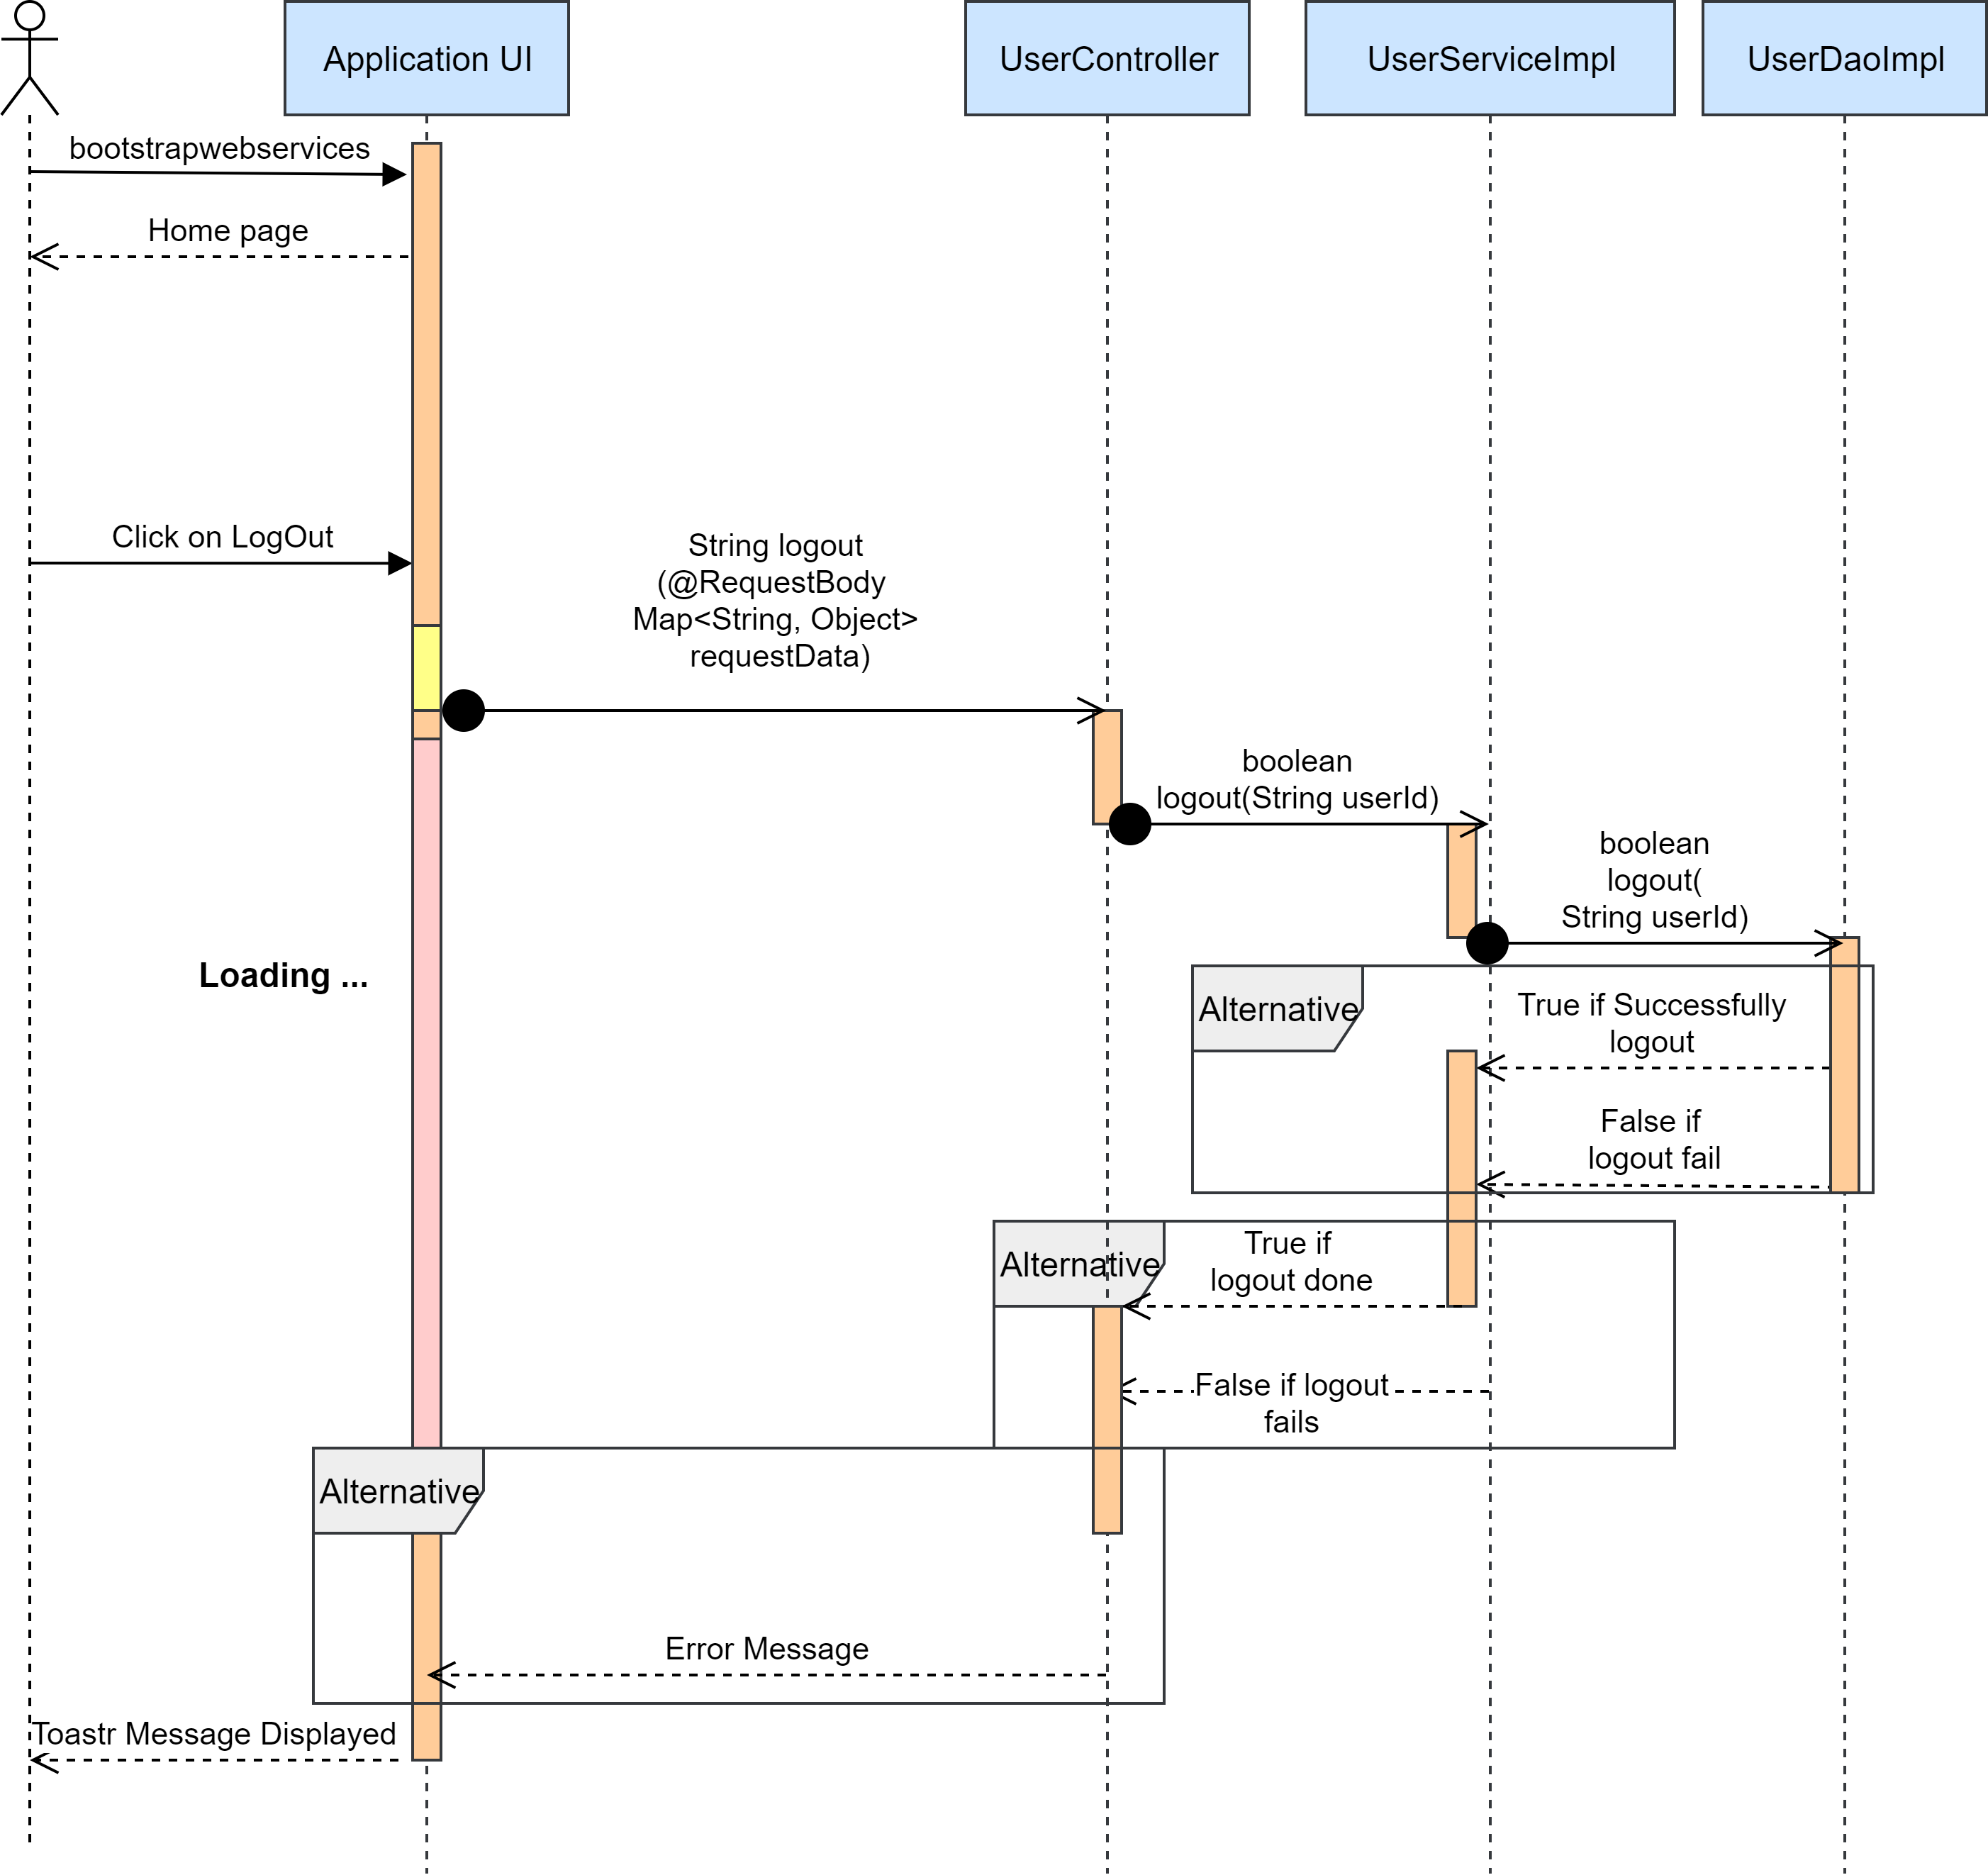 Application UI
UserController
UserServiceImpl
UserDaoImpl
bootstrapwebservices
Home page
Click on LogOut
String logout
(@RequestBody
Map<String, Object>
requestData)
boolean
logout(String userId)
boolean
logout(
String userId)
Loading ...
Alternative
True if Successfully
logout
False if
logout fail
Alternative
True if
logout done
False if logout
fails
Alternative
Error Message
Toastr Message Displayed